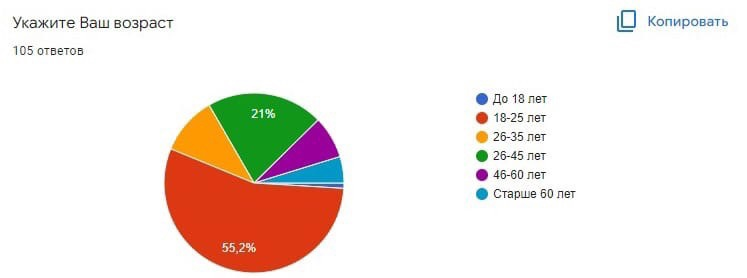 Укажите Ваш возраст
Копировать
105 ответов
21%
55,2%
До 18 лет
18-25 лет
26-35 лет
26-45 лет
46-60 лет
Старше 60 лет